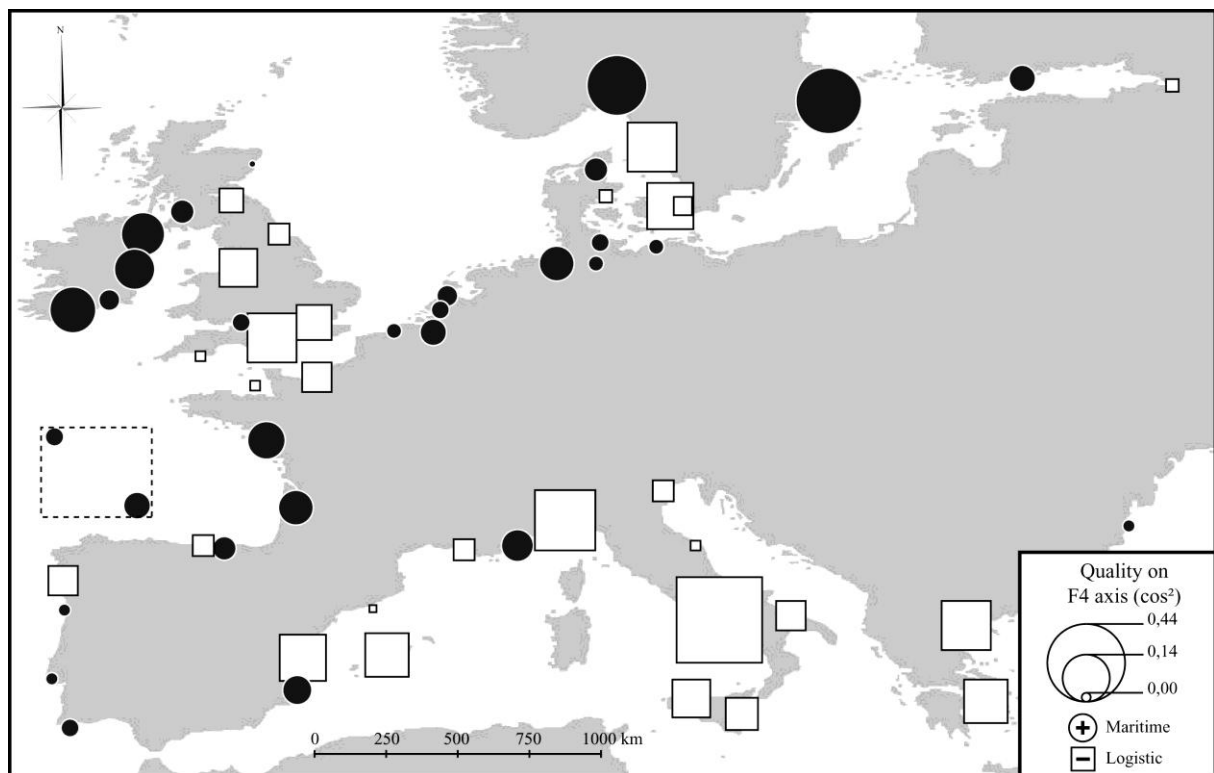 N
Quality on
F4 axis (cos²)
0,44
0,14
0,00
Maritime
Logistic
0 250 500 750 1000 km